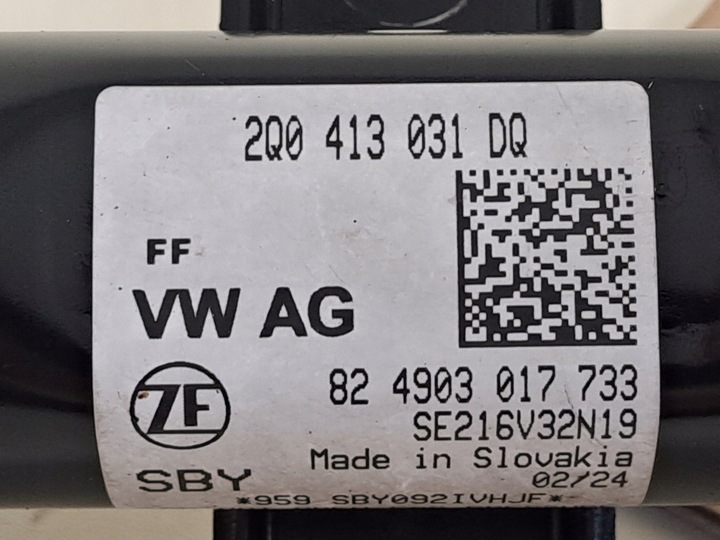 2Q0 413 031 DQ
FF
VW AG
ZF
82 4903 017 733
SE216V32N19
Made in Slovakia
SBY
02/24
*959 SBY092IVHJF*